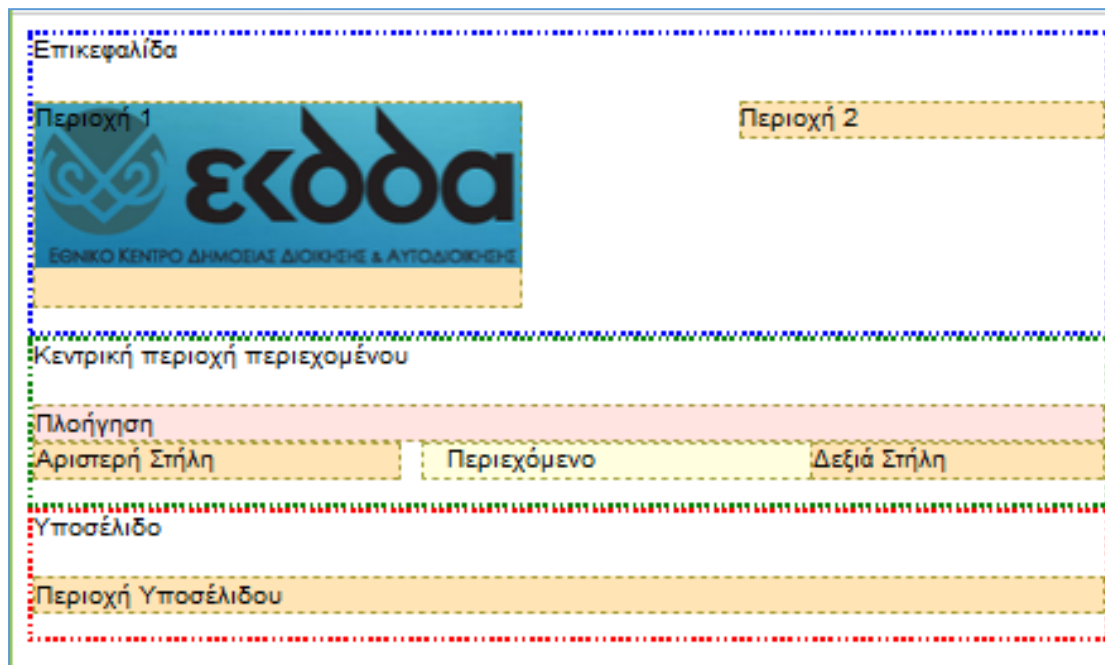 Επικεφαλίδα
Περιοχή 1
Περιοχή 2
εκδδα
ΕΘΝΙΚΟ ΚΕΝΤΡΟ ΔΗΜΟΣΙΑΣ ΔΙΟΙΚΗΣΗΣ & ΑΥΤΟΔΙΟΙΚΗΣΗΣ
Κεντρική περιοχή περιεχομένου
Πλοήγηση
Αριστερή Στήλη Περιεχόμενο Δεξιά Στήλη
Υποσέλιδο
Περιοχή Υποσέλιδου